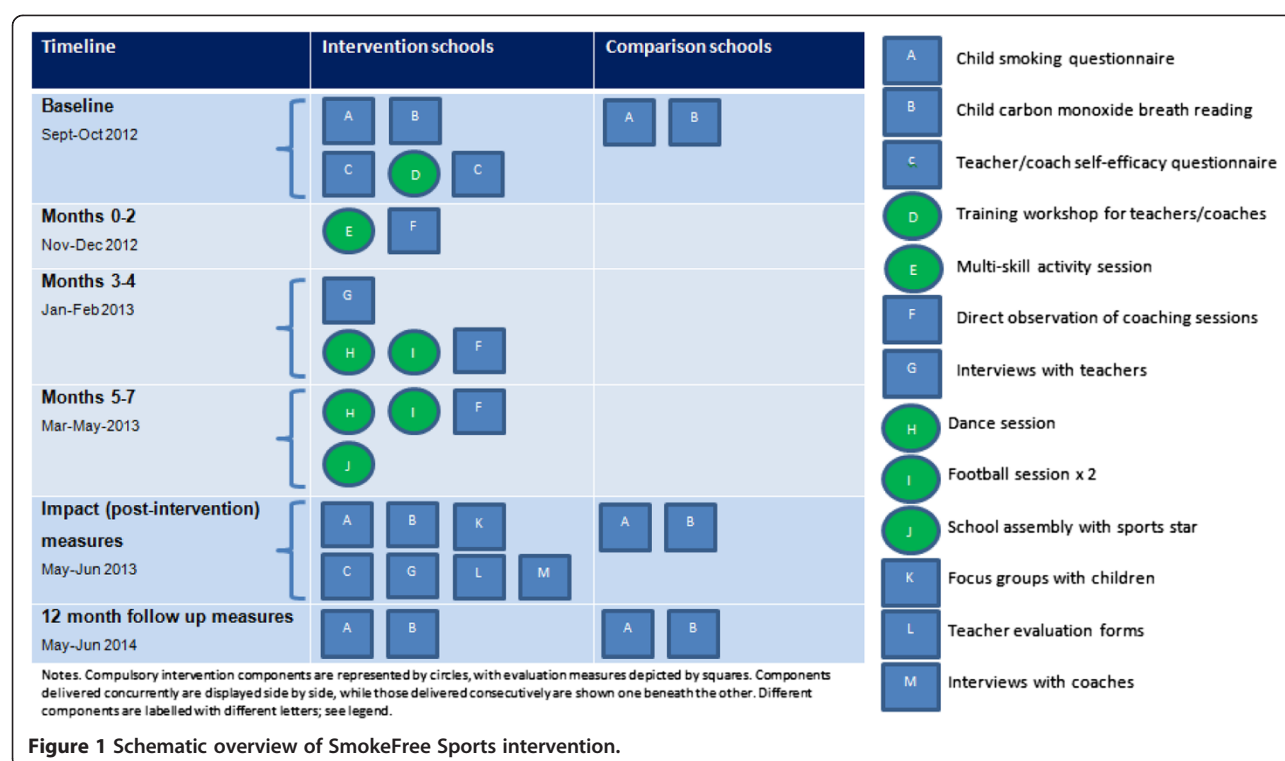 Timeline Intervention schools Comparison schools
Baseline
Sept-Oct 2012
A B A B
C D C
Months 0-2
Nov-Dec 2012
E F
Months 3-4
Jan-Feb 2013
G
H I F
Months 5-7
Mar-May-2013
H I F
J
Impact (post-intervention)
measures
May-Jun 2013
A B K A B
C G L M
12 month follow up measures
May-Jun 2014
A B A B
A Child smoking questionnaire
B Child carbon monoxide breath reading
C Teacher/coach self-efficacy questionnaire
D Training workshop for teachers/coaches
E Multi-skill activity session
F Direct observation of coaching sessions
G Interviews with teachers
H Dance session
I Football session x 2
J School assembly with sports star
K Focus groups with children
L Teacher evaluation forms
M Interviews with coaches
Notes. Compulsory intervention components are represented by circles, with evaluation measures depicted by squares. Components
delivered concurrently are displayed side by side, while those delivered consecutively are shown one beneath the other. Different
components are labelled with different letters; see legend.
Figure 1 Schematic overview of SmokeFree Sports intervention.